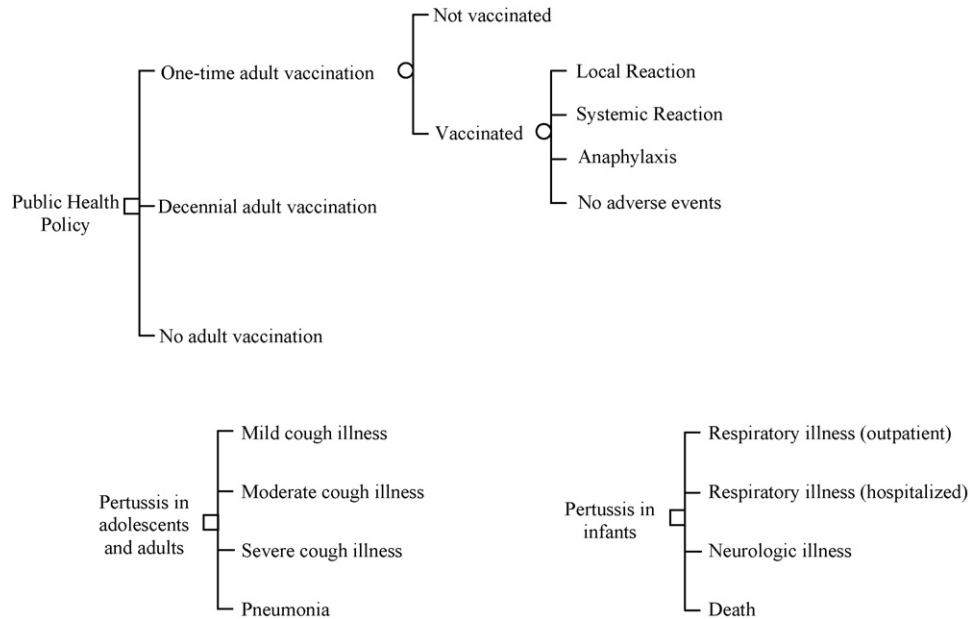 Not vaccinated
One-time adult vaccination
Local Reaction
Systemic Reaction
Vaccinated
Anaphylaxis
No adverse events
Public Health
Policy
Decennial adult vaccination
No adult vaccination
Mild cough illness
Moderate cough illness
Pertussis in
adolescents
and adults
Severe cough illness
Pneumonia
Respiratory illness (outpatient)
Respiratory illness (hospitalized)
Pertussis in
infants
Neurologic illness
Death